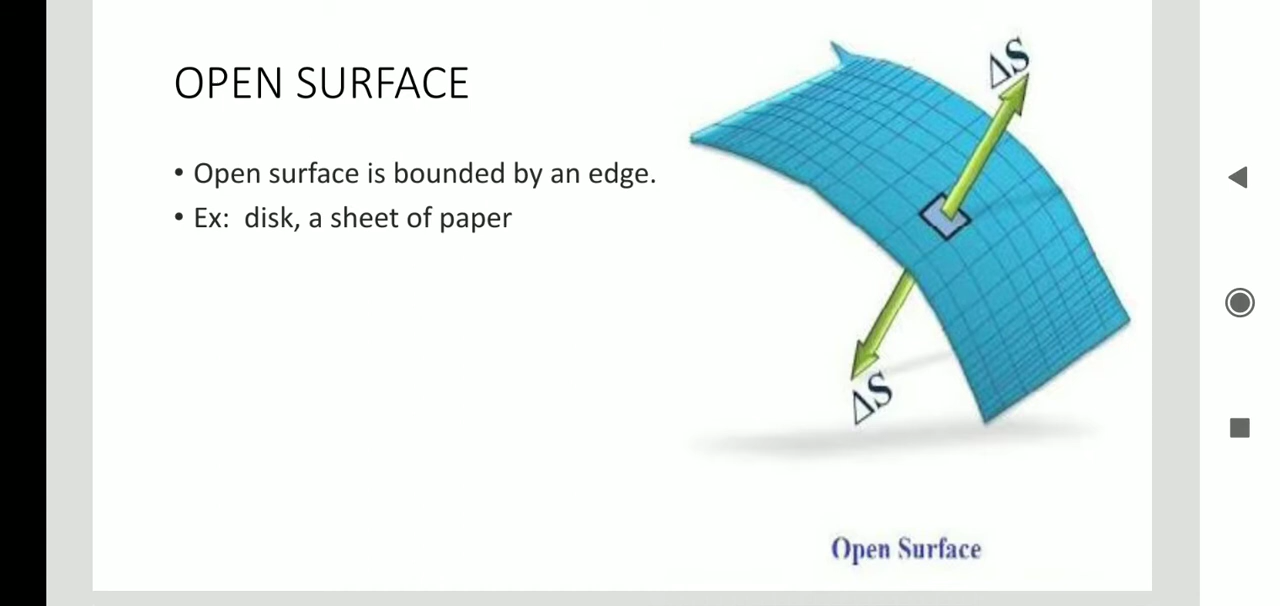 OPEN SURFACE
• Open surface is bounded by an edge.
• Ex: disk, a sheet of paper
ΔS
ΔS
Open Surface